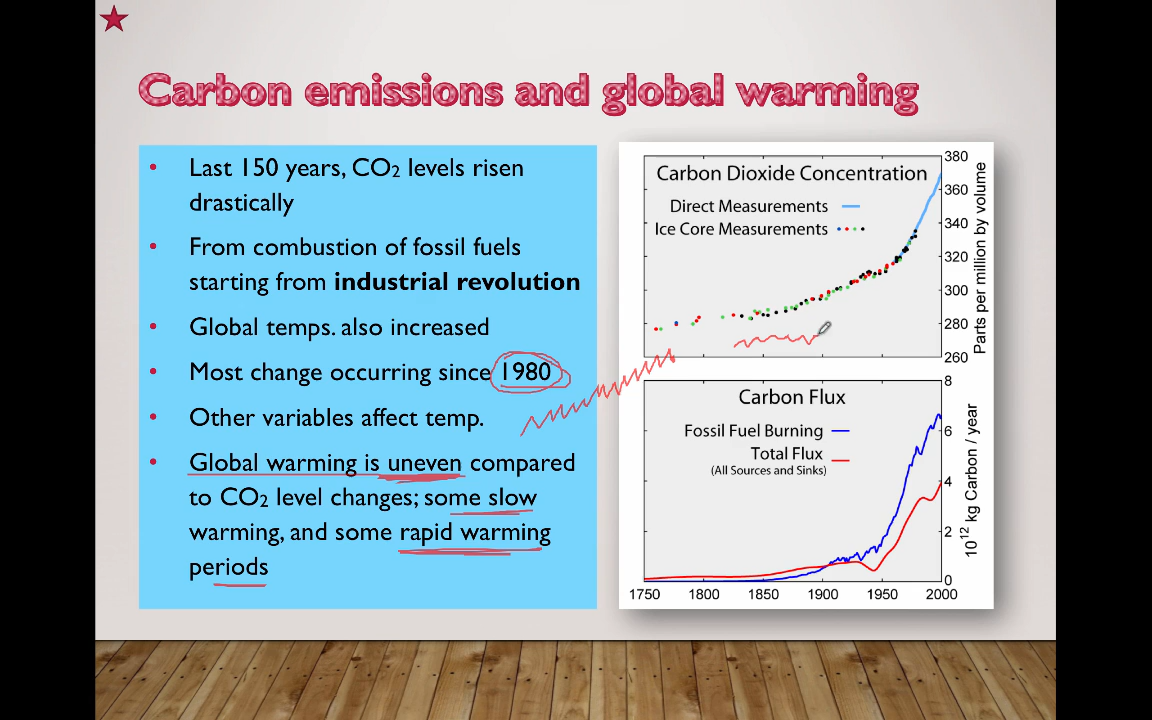 Carbon emissions and global warming
• Last 150 years, CO₂ levels risen
drastically
• From combustion of fossil fuels
starting from industrial revolution
• Global temps. also increased
• Most change occurring since 1980
• Other variables affect temp.
• Global warming is uneven compared
to CO₂ level changes; some slow
warming, and some rapid warming
periods
Carbon Dioxide Concentration
Direct Measurements
Ice Core Measurements
380
360
340
320
300
280
260
Parts per million by volume
Carbon Flux
Fossil Fuel Burning
Total Flux
(All Sources and Sinks)
8
6
4
2
0
10¹² kg Carbon / year
1750 1800 1850 1900 1950 2000